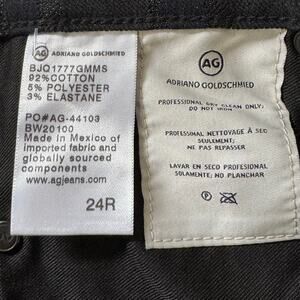 AG ADRIANO GOLDSCHMIED
BJQ1777GMMS
92%COTTON
5% POLYESTER
3% ELASTANE
PO#AG-44103
BW20100
Made in Mexico of
imported fabric and
globally sourced
components
www.agjeans.com
24R
AG
ADRIANO GOLDSCHMIED
PROFESSIONAL DRY CLEAN ONLY;
DO NOT IRON.
PROFESSIONAL NETTOYAGE À SEC
SEULEMENT;
NE PAS REPASSER
LAVAR EN SECO PROFESIONAL
SOLAMENTE; NO PLANCHAR
P